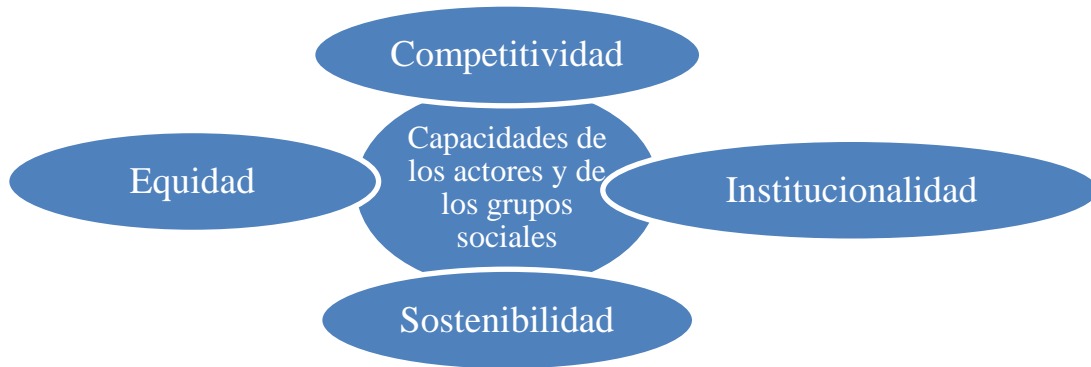 Competitividad
Equidad
Capacidades de
los actores y de
los grupos
sociales
Institucionalidad
Sostenibilidad